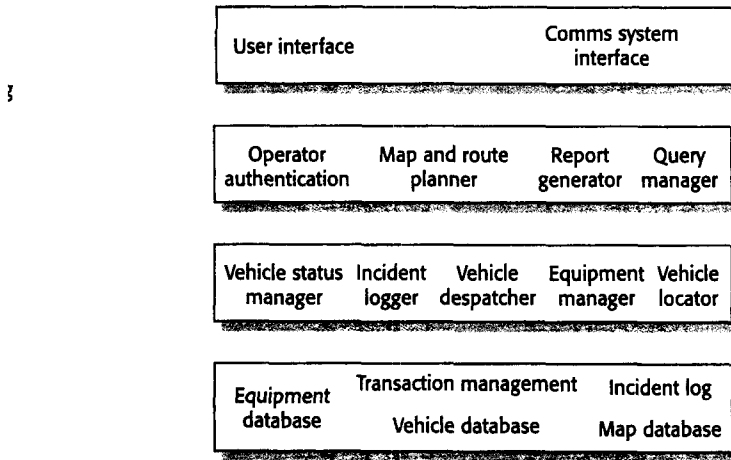 User interface
Comms system
interface
Operator
authentication
Map and route
planner
Report
generator
Query
manager
Vehicle status
manager
Incident
logger
Vehicle
despatcher
Equipment
manager
Vehicle
locator
Equipment
database
Transaction management
Vehicle database
Incident log
Map database